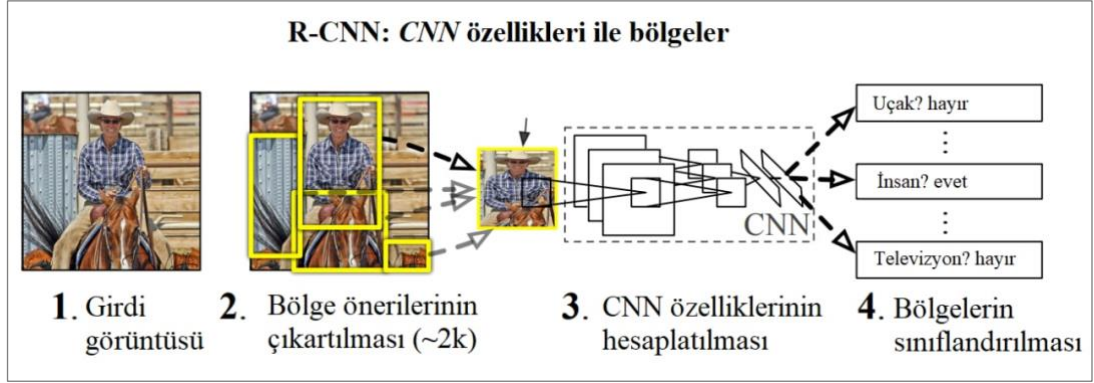 R-CNN: CNN özellikleri ile bölgeler
Uçak? hayır
İnsan? evet
CNN
Televizyon? hayır
1. Girdi
görüntüsü
2. Bölge önerilerinin
çıkartılması (~2k)
3. CNN özelliklerinin
hesaplatılması
4. Bölgelerin
sınıflandırılması